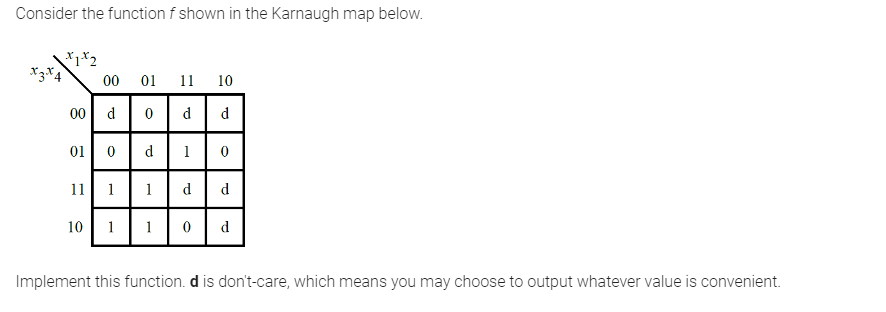 Consider the function f shown in the Karnaugh map below.
x₁x₂
x₃x₄
00 01 11 10
00 d 0 d d
01 0 d 1 0
11 1 1 d d
10 1 1 0 d
Implement this function. d is don't-care, which means you may choose to output whatever value is convenient.